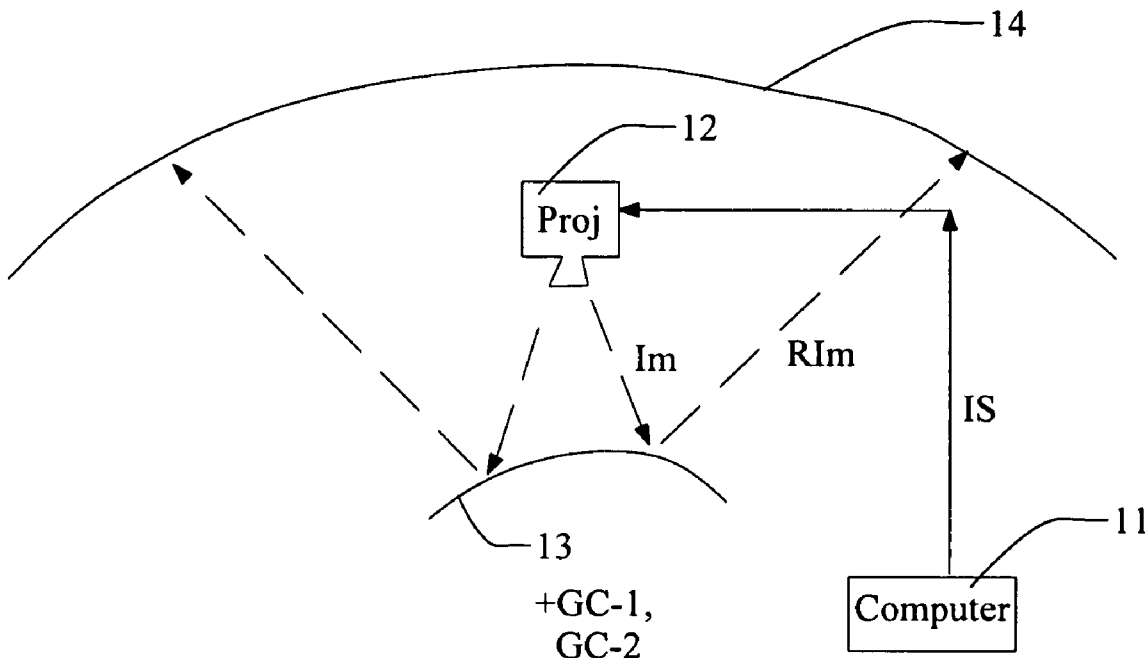 14
12
Proj
Im
RIm
IS
13
11
+GC-1,
GC-2
Computer